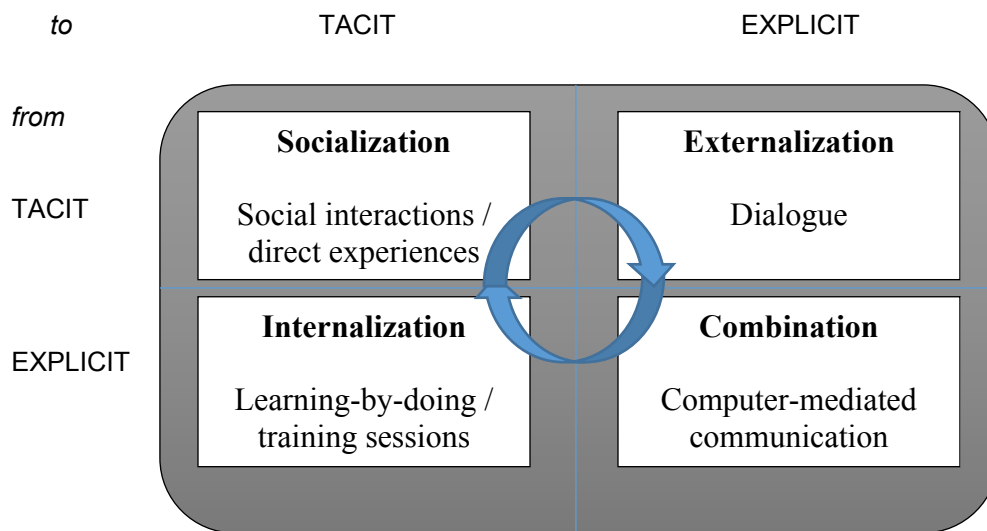 to
TACIT
EXPLICIT
from
TACIT
Socialization
Social interactions /
direct experiences
Externalization
Dialogue
EXPLICIT
Internalization
Learning-by-doing /
training sessions
Combination
Computer-mediated
communication